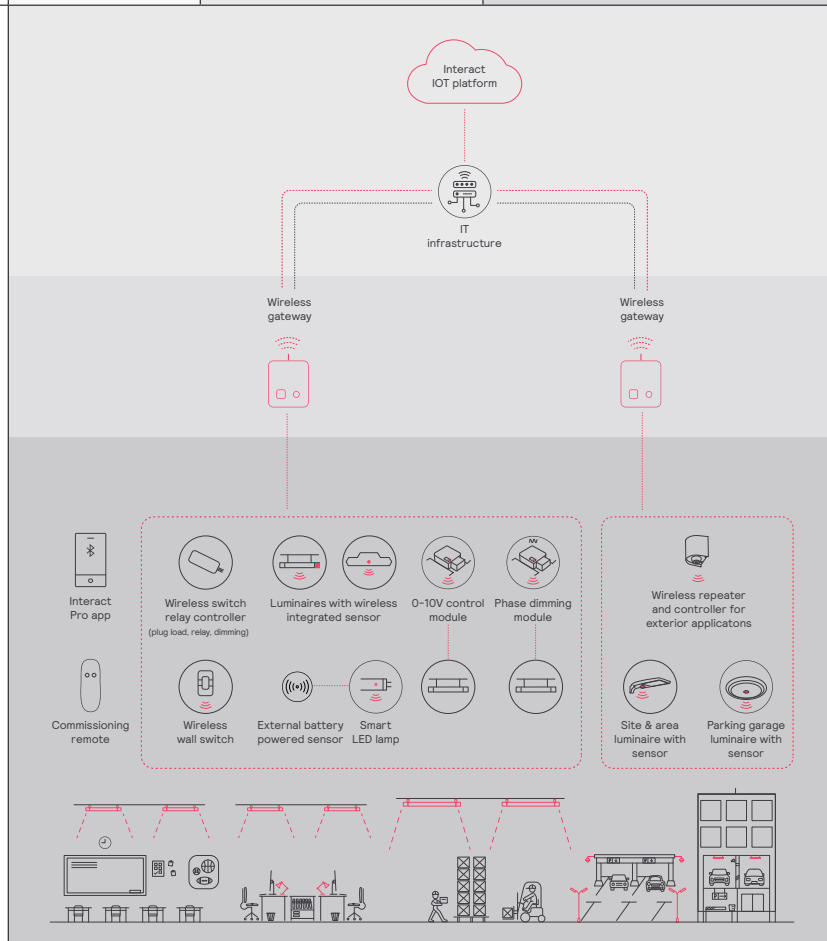 Interact
IOT platform
IT
infrastructure
Wireless
gateway
Wireless
gateway
Interact
Pro app
Wireless switch
relay controller
(plug load, relay, dimming)
Luminaires with wireless
integrated sensor
0-10V control
module
Phase dimming
module
Wireless repeater
and controller for
exterior applicatons
Commissioning
remote
Wireless
wall switch
External battery
powered sensor
Smart
LED lamp
Site & area
luminaire with
sensor
Parking garage
luminaire with
sensor